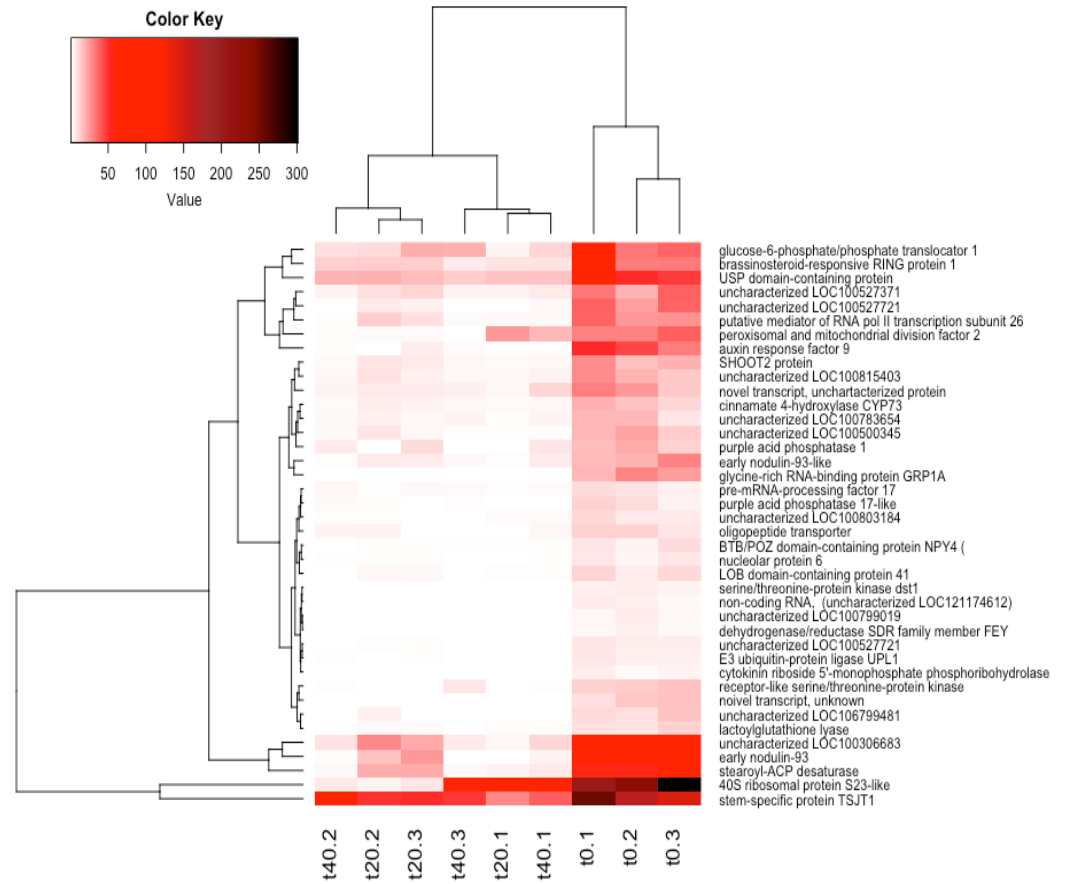 Color Key
50 100 150 200 250 300
Value
glucose-6-phosphate/phosphate translocator 1
brassinosteroid-responsive RING protein 1
USP domain-containing protein
uncharacterized LOC100527371
uncharacterized LOC100527721
putative mediator of RNA pol II transcription subunit 26
peroxisomal and mitochondrial division factor 2
auxin response factor 9
SHOOT2 protein
uncharacterized LOC100815403
novel transcript, unchartacterized protein
cinnamate 4-hydroxylase CYP73
uncharacterized LOC100783654
uncharacterized LOC100500345
purple acid phosphatase 1
early nodulin-93-like
glycine-rich RNA-binding protein GRP1A
pre-mRNA-processing factor 17
purple acid phosphatase 17-like
uncharacterized LOC100803184
oligopeptide transporter
BTB/POZ domain-containing protein NPY4 (
nucleolar protein 6
LOB domain-containing protein 41
serine/threonine-protein kinase dst1
non-coding RNA, (uncharacterized LOC121174612)
uncharacterized LOC100799019
dehydrogenase/reductase SDR family member FEY
uncharacterized LOC100527721
E3 ubiquitin-protein ligase UPL1
cytokinin riboside 5'-monophosphate phosphoribohydrolase
receptor-like serine/threonine-protein kinase
noivel transcript, unknown
uncharacterized LOC106799481
lactoylglutathione lyase
uncharacterized LOC100306683
early nodulin-93
stearoyl-ACP desaturase
40S ribosomal protein S23-like
stem-specific protein TSJT1
t40.2 t20.2 t20.3 t40.3 t20.1 t40.1 t0.1 t0.2 t0.3